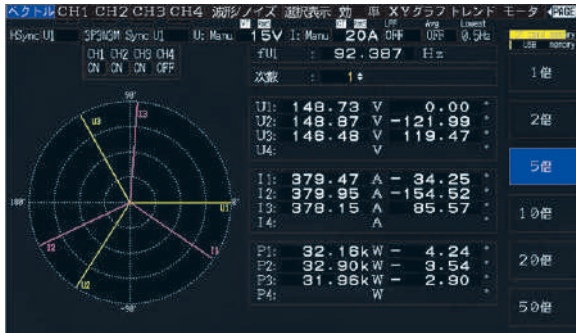 ベクトル CH1 CH2 CH3 CH4 波形/ノイズ 選択表示 効 率 XYグラフ トレンド モータ PAGE
HSync U1 3P3W3M Sync U1 U: Manu 15V I: Manu 20A OFF OFF 0.5Hz
LPF Avg Lowest
USB memory
CH1 CH2 CH3 CH4
ON ON ON OFF
fU1 : 92.387 Hz
次数 : 1
1倍
2倍
5倍
10倍
20倍
50倍
90°
180°
0°
-90°
U3
I3
U1
I1
I2
U2
U1: 148.73 V 0.00 °
U2: 148.87 V -121.99 °
U3: 146.48 V 119.47 °
U4: V °
I1: 379.47 A - 34.25 °
I2: 379.95 A -154.52 °
I3: 378.15 A 85.57 °
I4: A °
P1: 32.16kW - 4.24 °
P2: 32.90kW - 3.54 °
P3: 31.96kW - 2.90 °
P4: W °